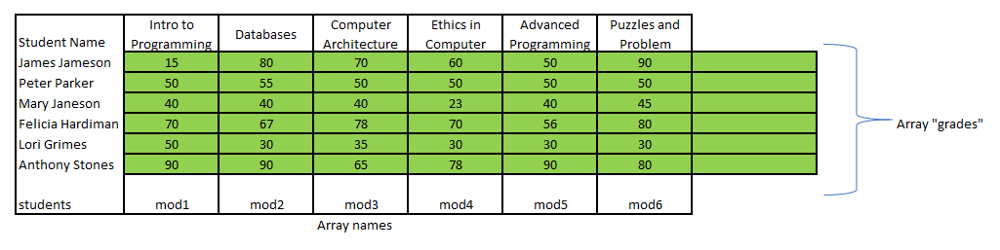 Student Name Intro to Programming Databases Computer Architecture Ethics in Computer Advanced Programming Puzzles and Problem
James Jameson 15 80 70 60 50 90
Peter Parker 50 55 50 50 50 50
Mary Janeson 40 40 40 23 40 45
Felicia Hardiman 70 67 78 70 56 80
Lori Grimes 50 30 35 30 30 30
Anthony Stones 90 90 65 78 90 80
students mod1 mod2 mod3 mod4 mod5 mod6
Array names
Array "grades"